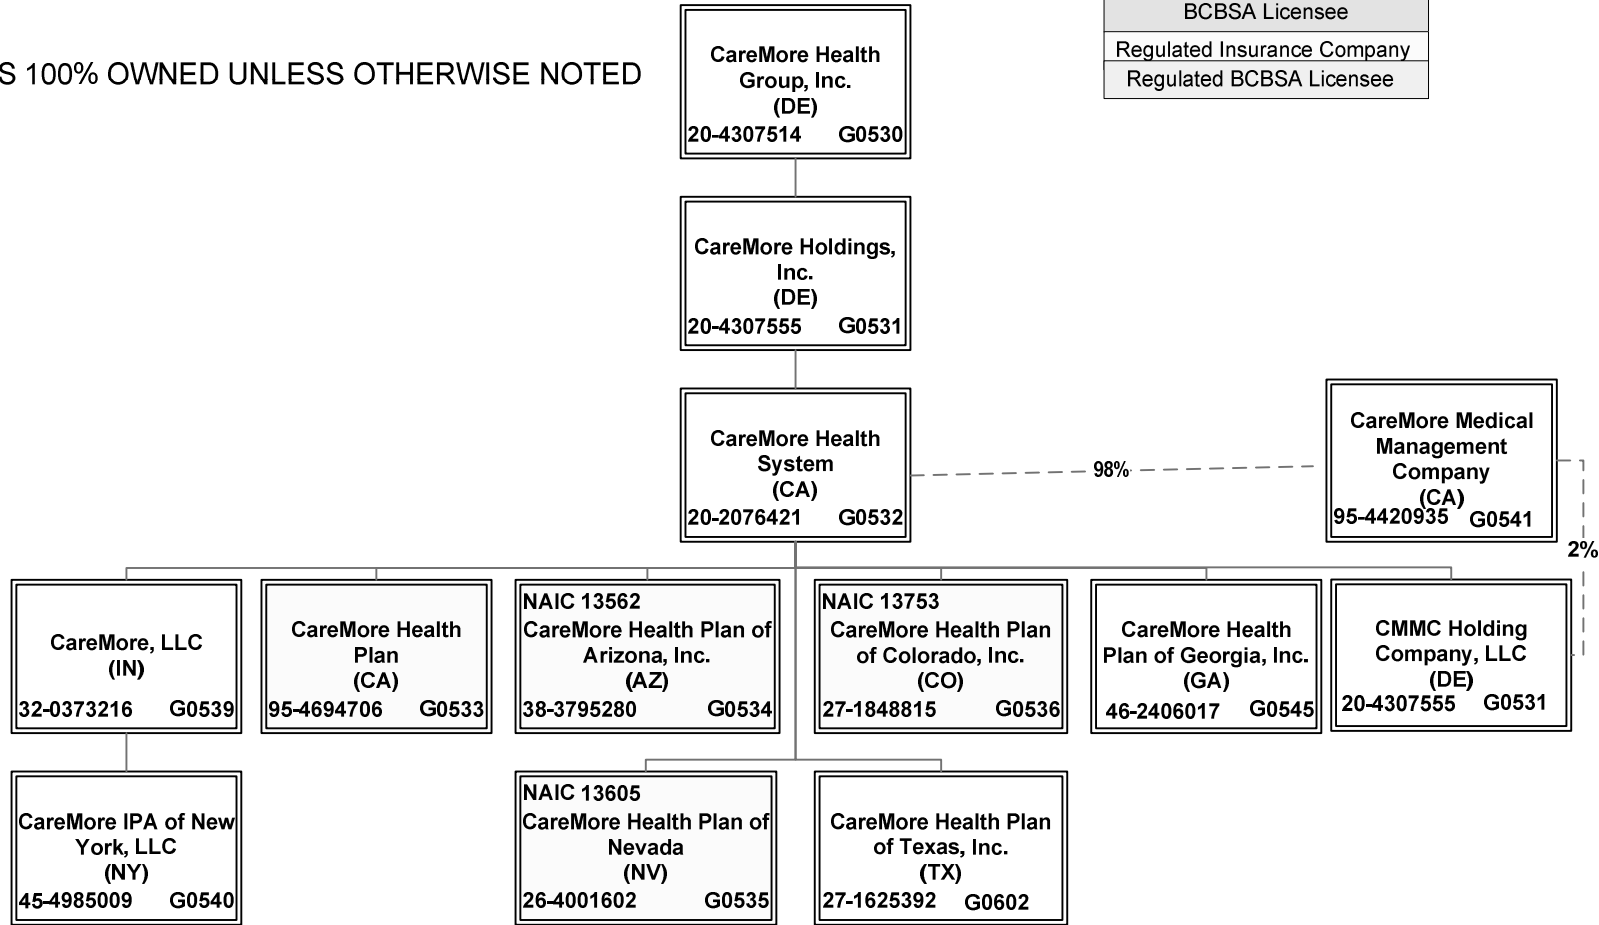 BCBSA Licensee
Regulated Insurance Company
Regulated BCBSA Licensee
S 100% OWNED UNLESS OTHERWISE NOTED
CareMore Health
Group, Inc.
(DE)
20-4307514 G0530
CareMore Holdings,
Inc.
(DE)
20-4307555 G0531
CareMore Health
System
(CA)
20-2076421 G0532
98%
CareMore Medical
Management
Company
(CA)
95-4420935 G0541
2%
CareMore, LLC
(IN)
32-0373216 G0539
CareMore Health
Plan
(CA)
95-4694706 G0533
NAIC 13562
CareMore Health Plan of
Arizona, Inc.
(AZ)
38-3795280 G0534
NAIC 13753
CareMore Health Plan
of Colorado, Inc.
(CO)
27-1848815 G0536
CareMore Health
Plan of Georgia, Inc.
(GA)
46-2406017 G0545
CMMC Holding
Company, LLC
(DE)
20-4307555 G0531
CareMore IPA of New
York, LLC
(NY)
45-4985009 G0540
NAIC 13605
CareMore Health Plan of
Nevada
(NV)
26-4001602 G0535
CareMore Health Plan
of Texas, Inc.
(TX)
27-1625392 G0602